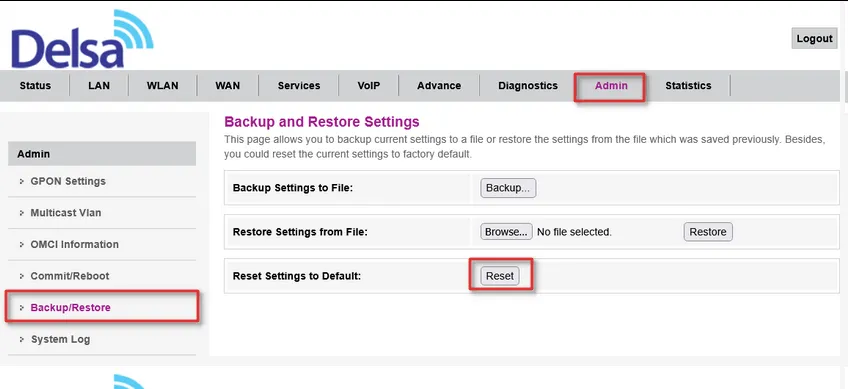 Delsa
Logout
Status LAN WLAN WAN Services VoIP Advance Diagnostics Admin Statistics
Backup and Restore Settings
This page allows you to backup current settings to a file or restore the settings from the file which was saved previously. Besides,
you could reset the current settings to factory default.
Admin
GPON Settings
Multicast Vlan
OMCI Information
Commit/Reboot
Backup/Restore
System Log
Backup Settings to File: Backup...
Restore Settings from File: Browse... No file selected. Restore
Reset Settings to Default: Reset